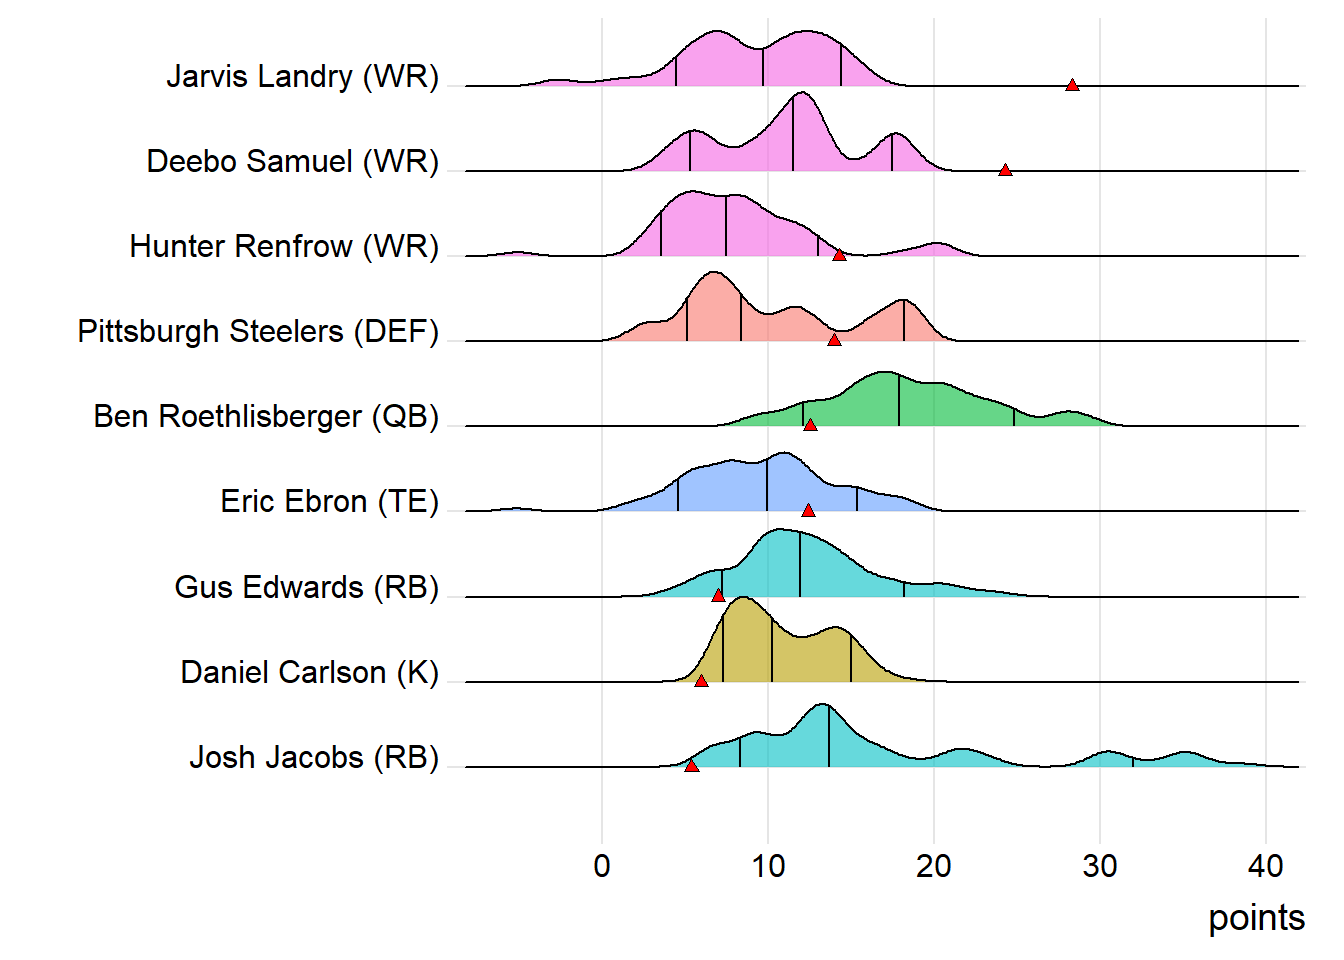 Jarvis Landry (WR)
Deebo Samuel (WR)
Hunter Renfrow (WR)
Pittsburgh Steelers (DEF)
Ben Roethlisberger (QB)
Eric Ebron (TE)
Gus Edwards (RB)
Daniel Carlson (K)
Josh Jacobs (RB)
0 10 20 30 40
points